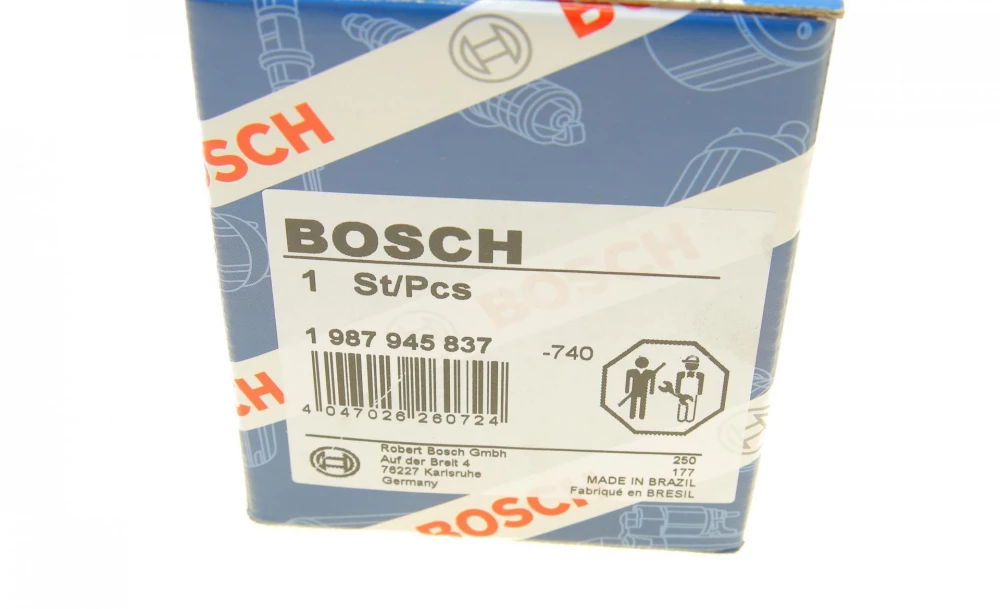 BOSCH
BOSCH
1 St/Pcs
1 987 945 837
-740
4 047026 260724
Robert Bosch Gmbh
Auf der Breit 4
76227 Karlsruhe
Germany
250
177
MADE IN BRAZIL
Fabriqué en BRESIL
BOSCH